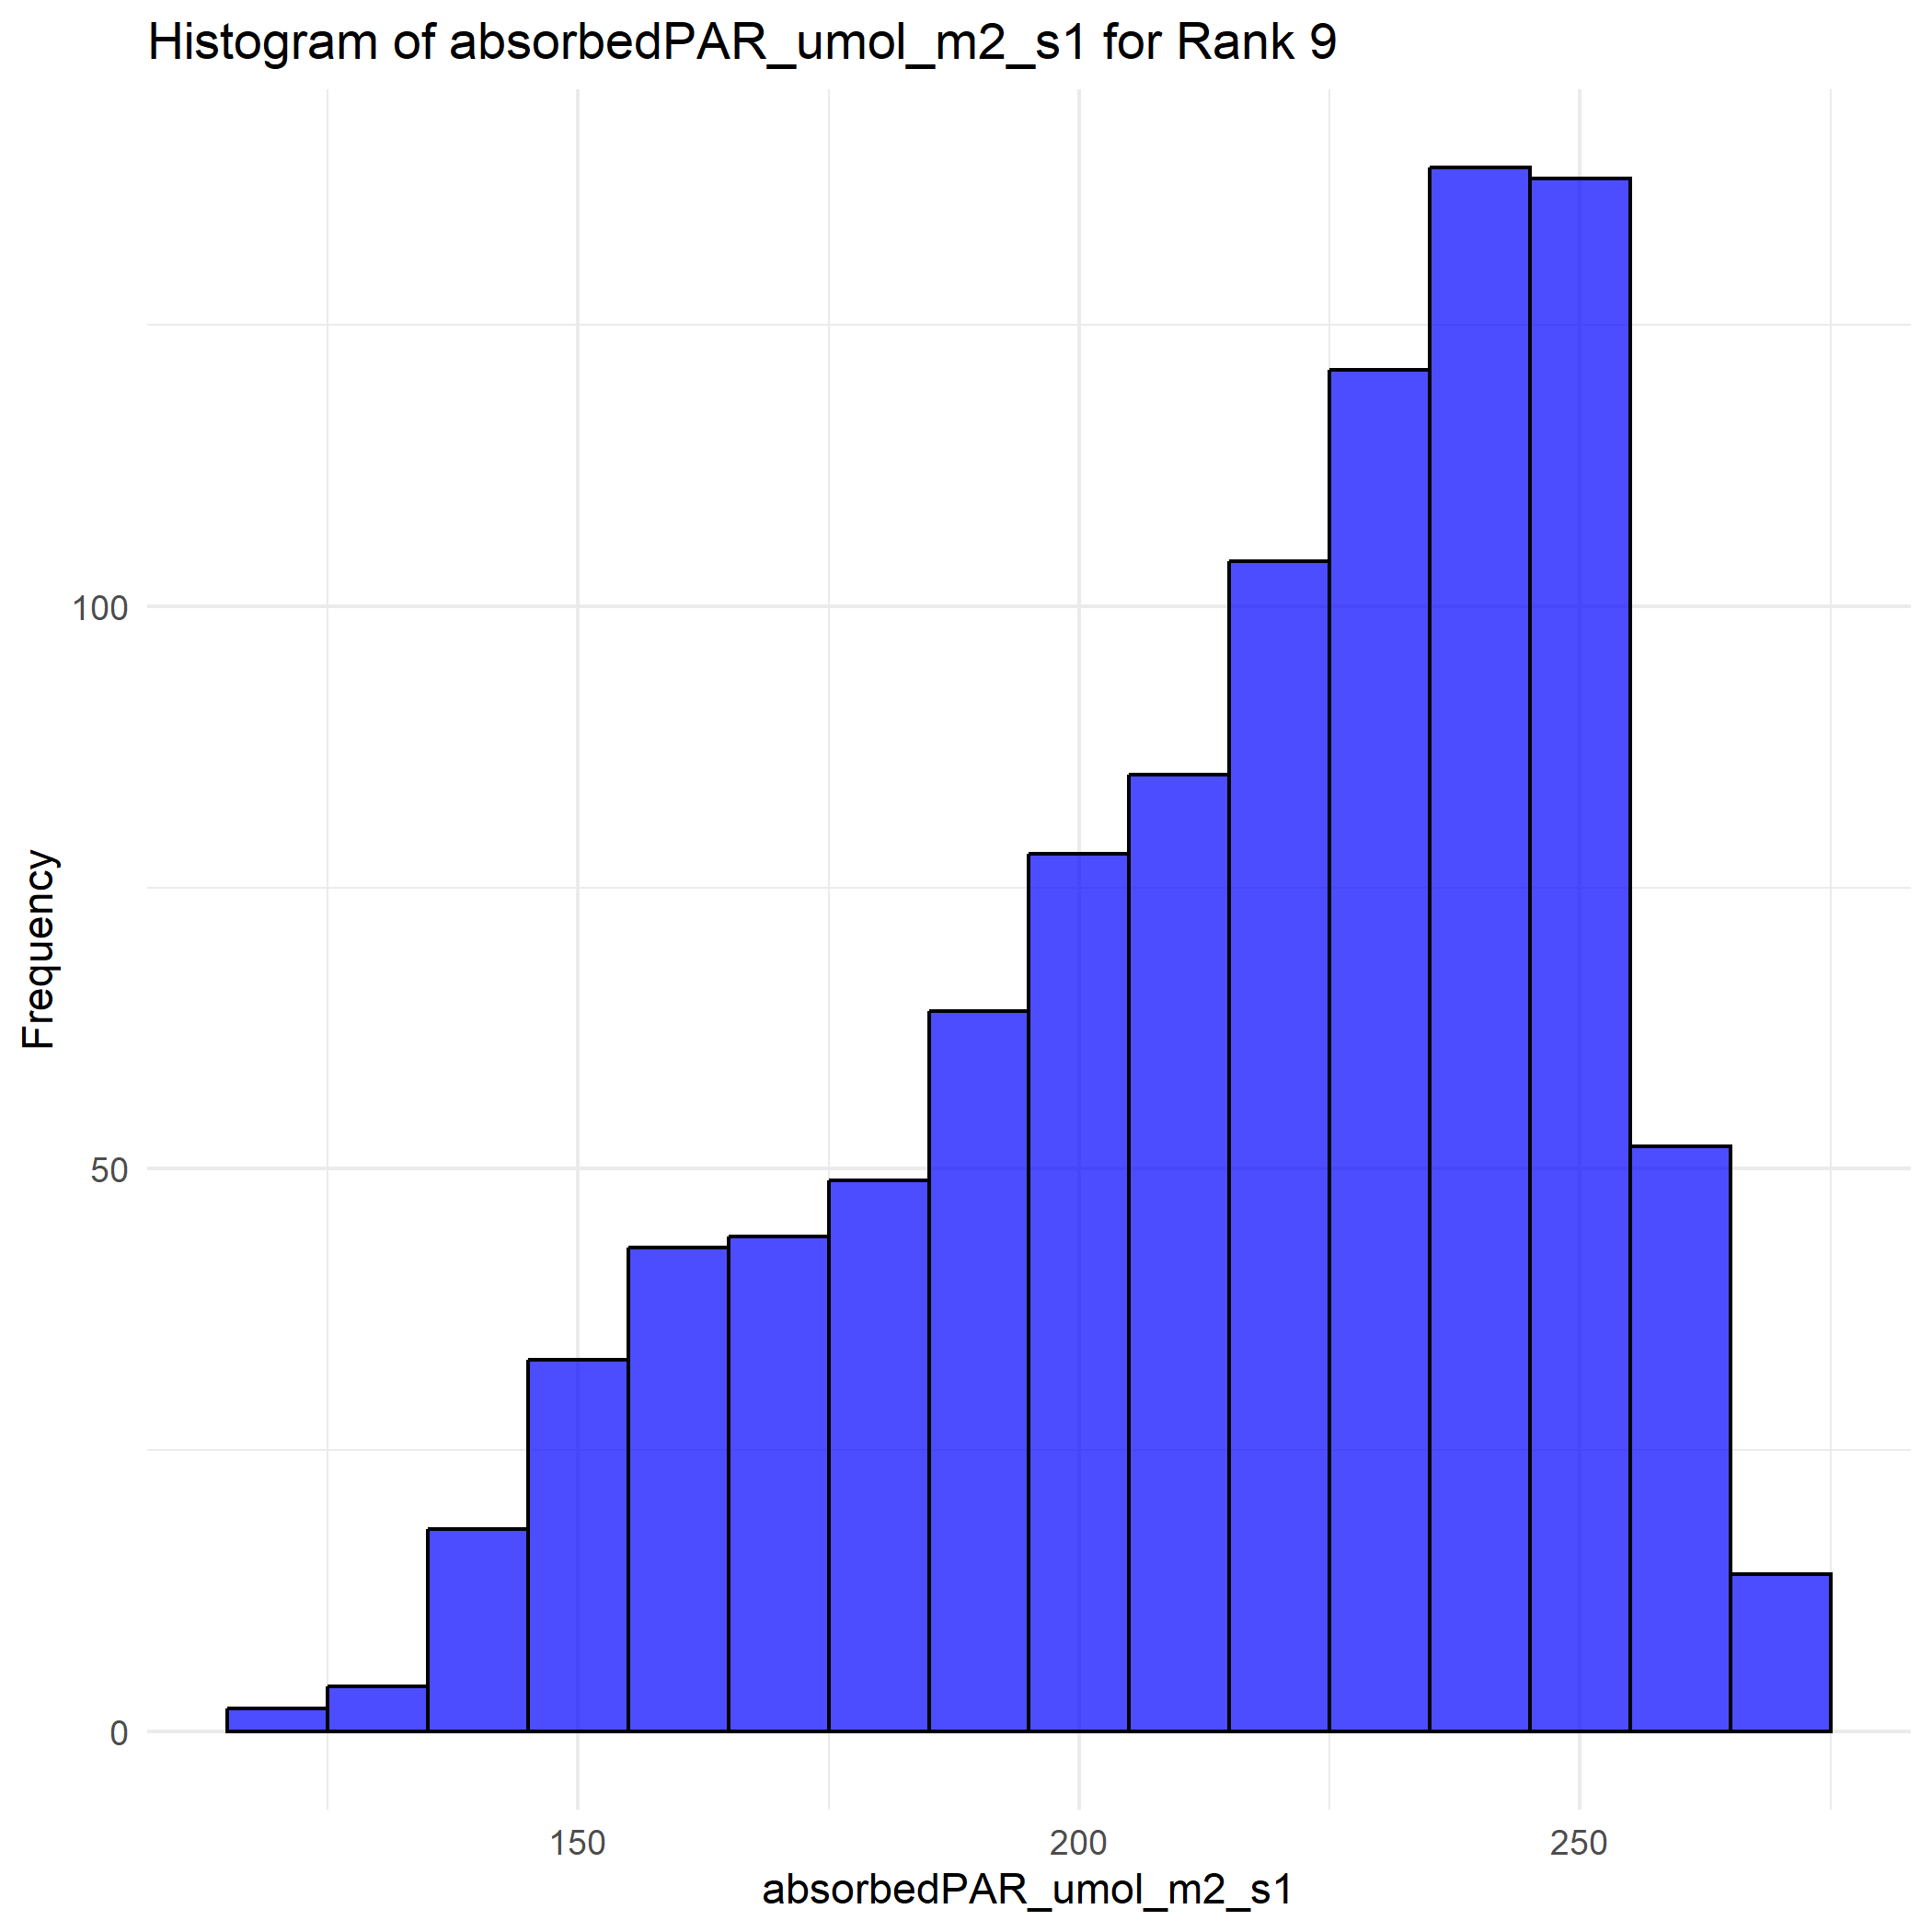 Histogram of absorbedPAR_umol_m2_s1 for Rank 9
Frequency
100
50
0
150
200
250
absorbedPAR_umol_m2_s1